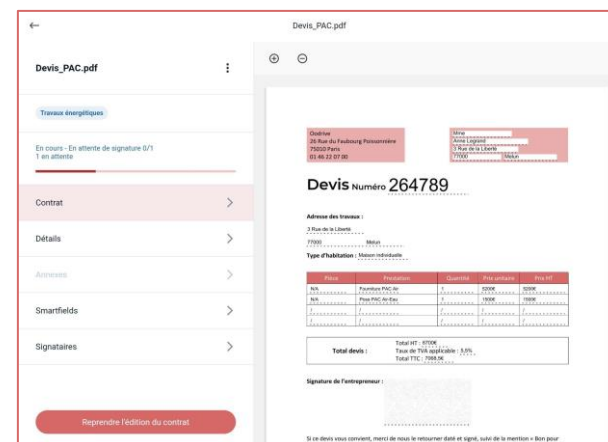 Devis_PAC.pdf
Devis_PAC.pdf
Travaux énergétiques
En cours - En attente de signature 0/1
1 en attente
Contrat
Détails
Annexes
Smartfields
Signataires
Reprendre l'édition du contrat
Oodrive
26 Rue du Faubourg Poissonnière
75010 Paris
01 46 22 07 00
Mme
Anne Legrand
3 Rue de la Liberté
77000 Melun
Devis Numéro 264789
Adresse des travaux :
3 Rue de la Liberté
77000 Melun
Type d'habitation : Maison individuelle
Pièce Prestation Quantité Prix unitaire Prix HT
N/A Fourniture PAC Air 1 5200€ 5200€
N/A Pose PAC Air-Eau 1 1500€ 1500€
/ / / / /
/ / / / /
Total devis :
Total HT : 6700€
Taux de TVA applicable : 5,5%
Total TTC : 7068,5€
Signature de l'entrepreneur :
Si ce devis vous convient, merci de nous le retourner daté et signé, suivi de la mention « Bon pour